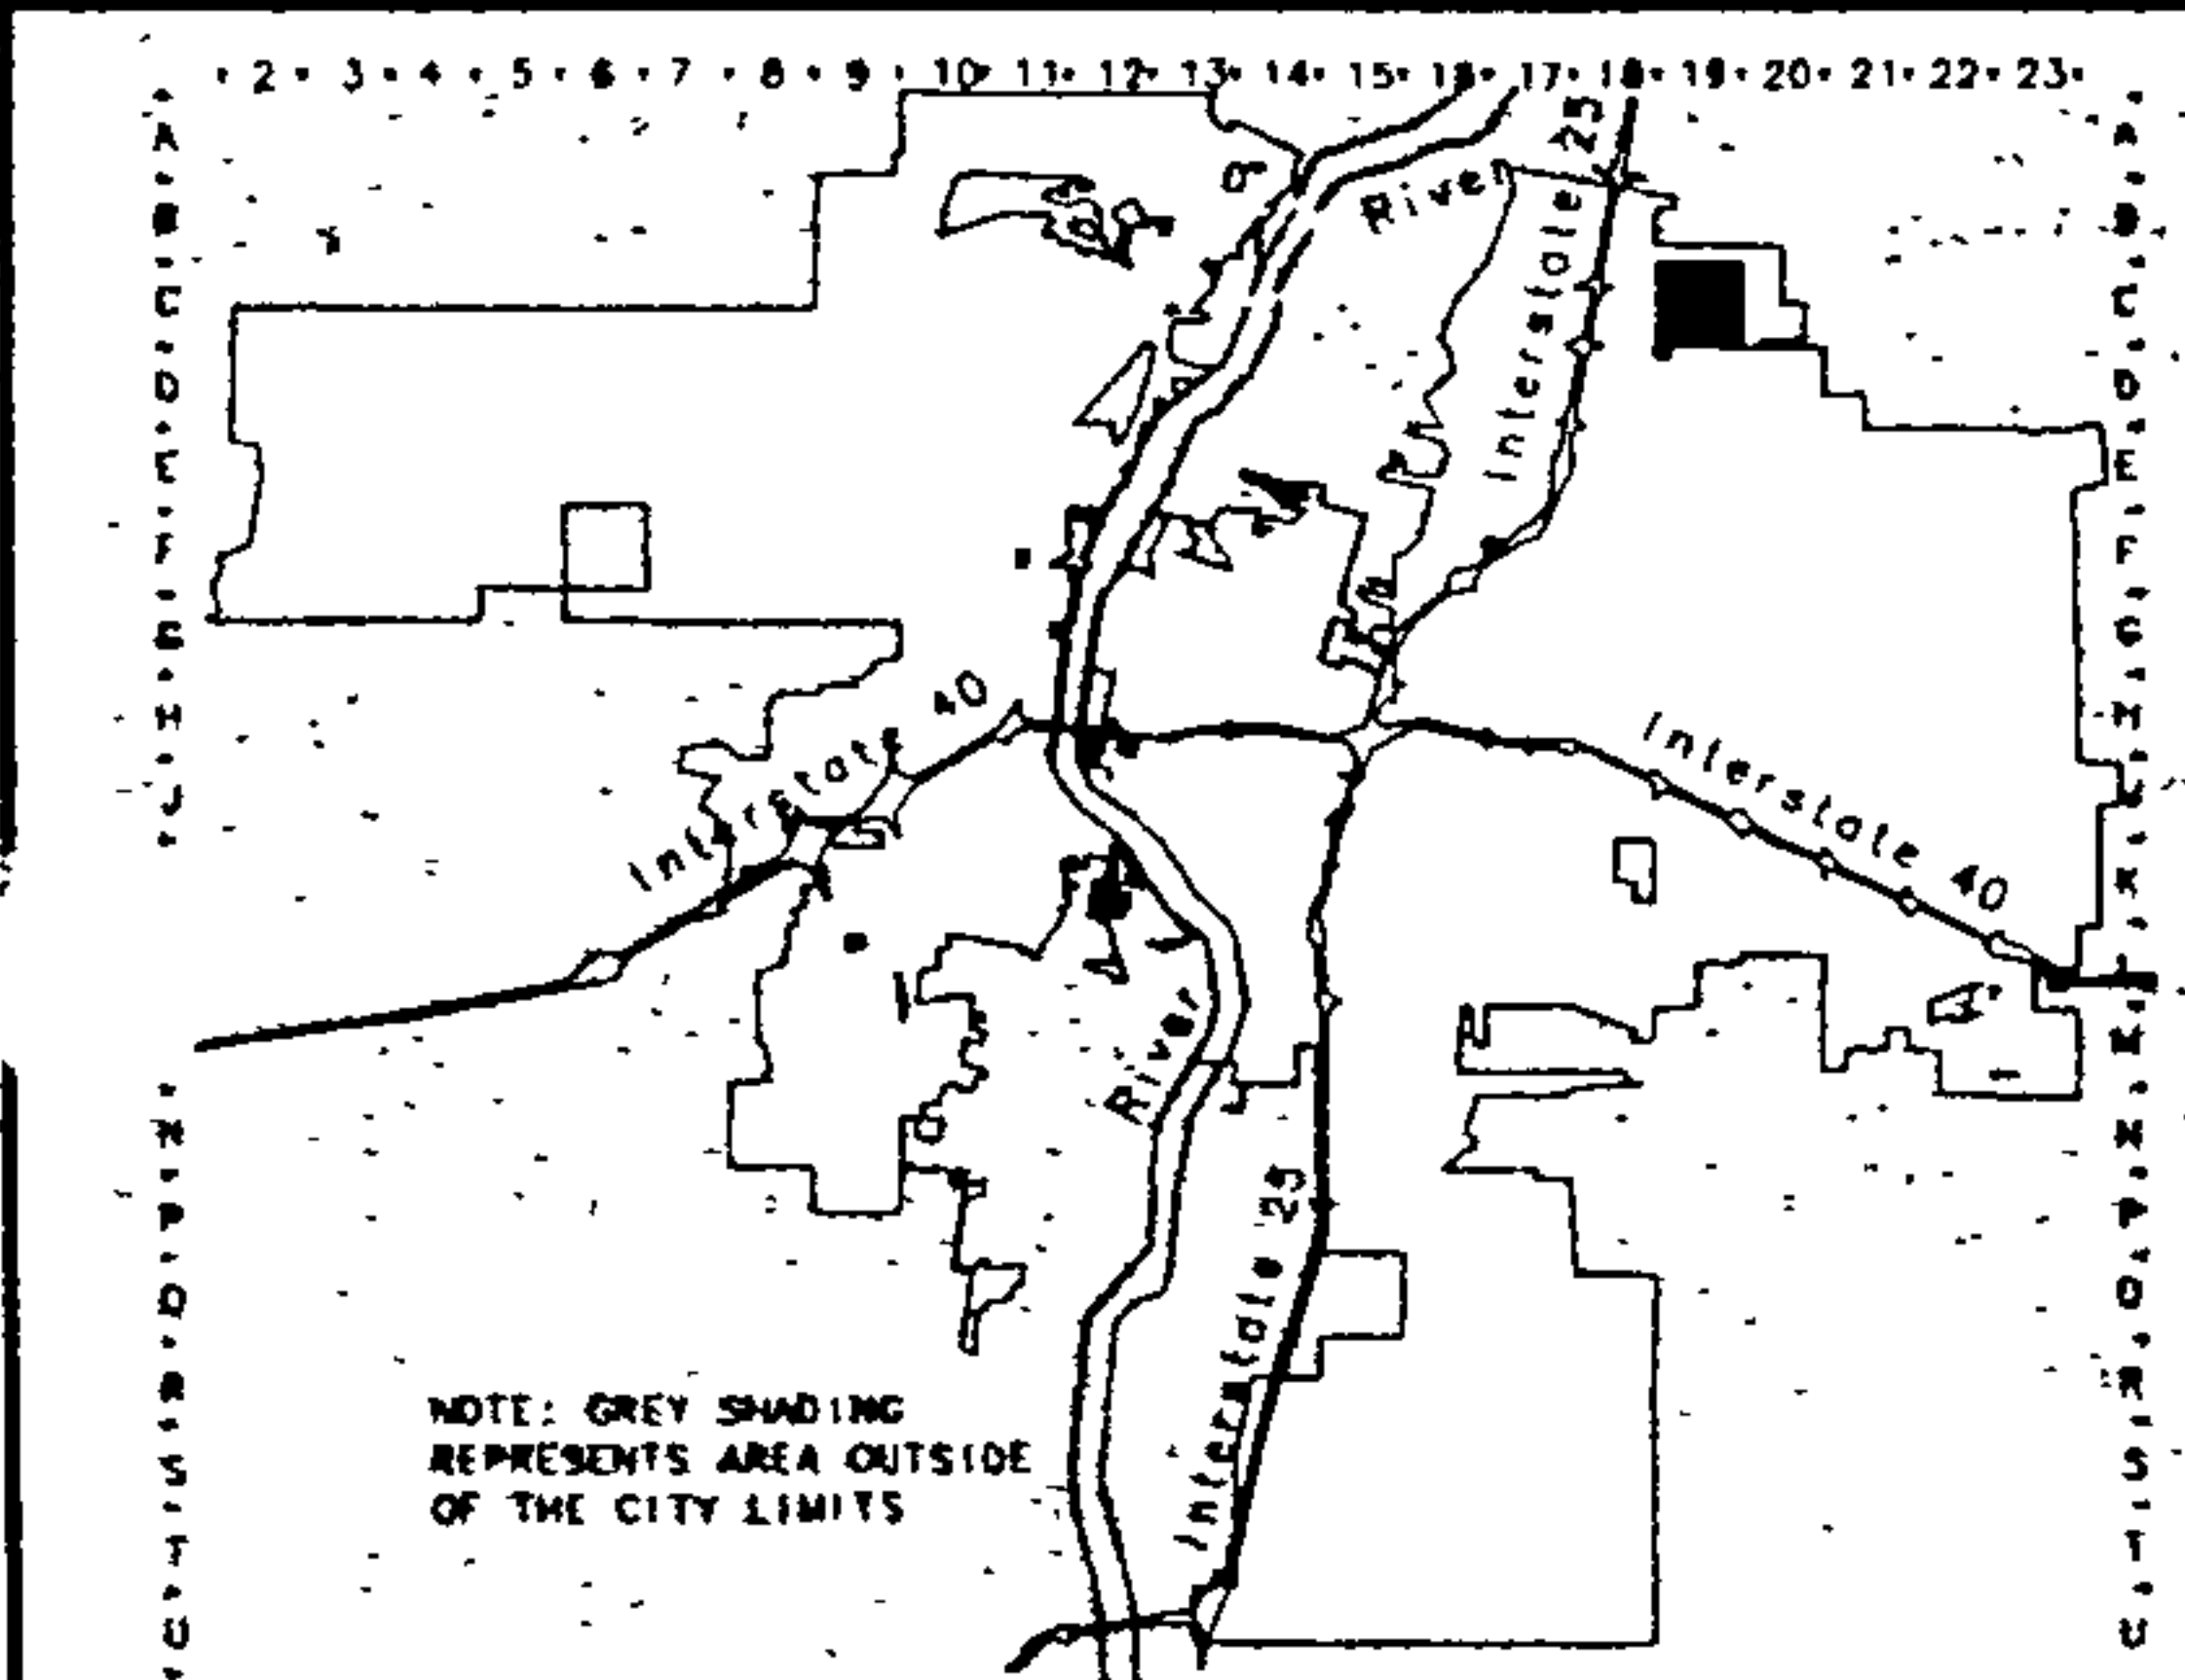 2 3 4 5 6 7 8 9 10 11 12 13 14 15 16 17 18 19 20 21 22 23
A A
B B
C C
D D
E E
F F
G G
H H
J
K
L
M
N N
P P
Q Q
R R
S S
T T
U U
River
Interstate 25
Interstate 40
Interstate 40
River
Interstate 25
NOTE: GREY SHADING
REPRESENTS AREA OUTSIDE
OF THE CITY LIMITS